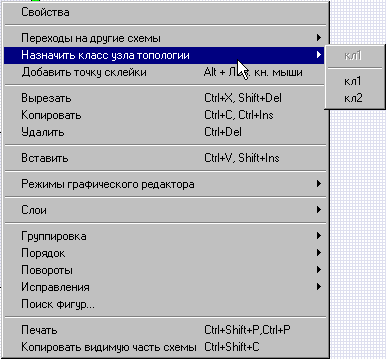 Свойства
Переходы на другие схемы
Назначить класс узла топологии
Добавить точку склейки Alt + кн. мыши
Вырезать Ctrl+X, Shift+Del
Копировать Ctrl+C, Ctrl+Ins
Удалить Ctrl+Del
Вставить Ctrl+V, Shift+Ins
Режимы графического редактора
Слои
Группировка
Порядок
Повороты
Исправления
Поиск фигур...
Печать Ctrl+Shift+P,Ctrl+P
Копировать видимую часть схемы Ctrl+Shift+C
кл1
кл1
кл2